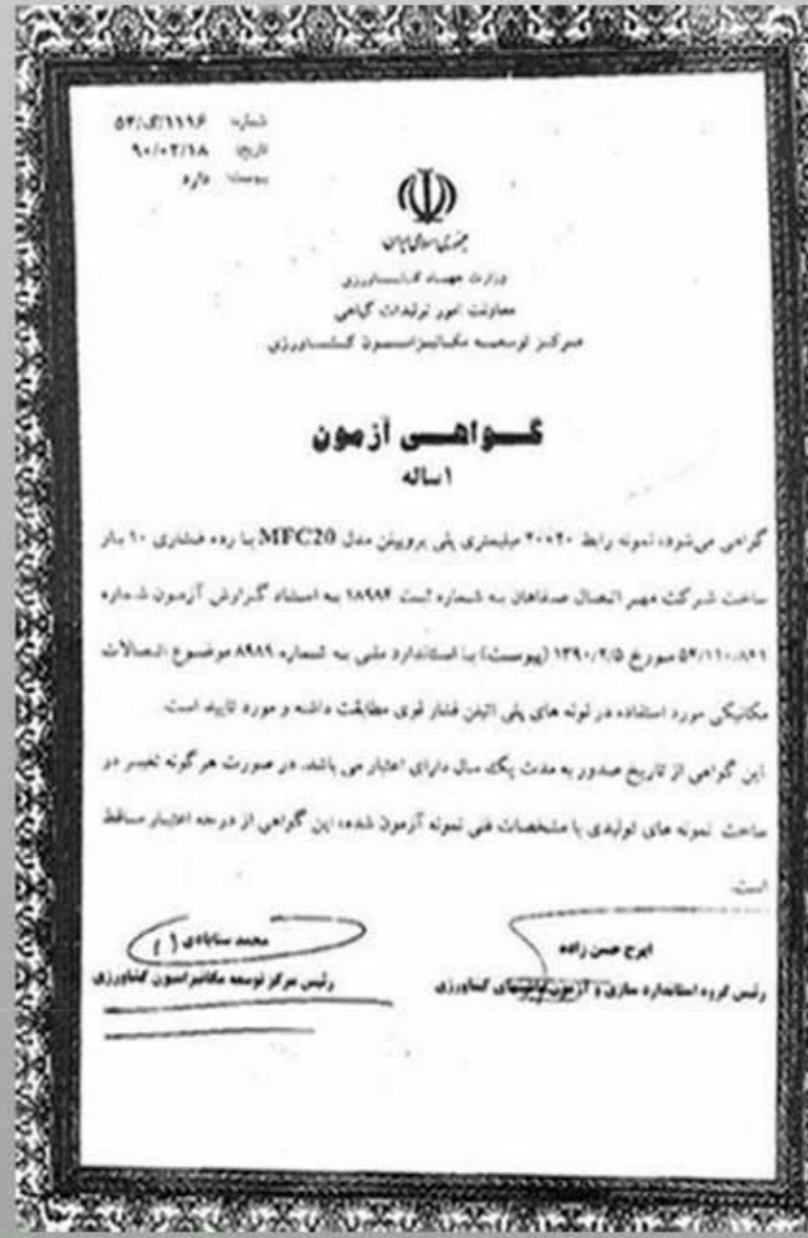 شماره: ۵۳/گ/۱۱۹۶
تاریخ: ۹۰/۰۲/۱۸
پیوست: دارد
جمهوری اسلامی ایران
وزارت جهاد کشاورزی
معاونت امور تولیدات گیاهی
مرکز توسعه مکانیزاسیون کشاورزی
گواهی آزمون
۱ ساله
گواهی می‌شود، نمونه رابط ۲۰×۲۰ میلیمتری پلی پروپیلن مدل MFC20 با رده فشاری ۱۰ بار
ساخت شرکت مهر اتصال صفاهان به شماره ثبت ۱۸۹۸۴ به استناد گزارش آزمون شماره
مورخ ۱۳۹۰/۲/۵ (پیوست) با استاندارد ملی به شماره ۸۹۸۹ موضوع اتصالات
مکانیکی مورد استفاده در لوله های پلی اتیلن فشار قوی مطابقت داشته و مورد تایید است.
این گواهی از تاریخ صدور به مدت یک سال دارای اعتبار می باشد. در صورت هر گونه تغییر در
ساخت نمونه های تولیدی یا مشخصات فنی نمونه آزمون شده، این گواهی از درجه اعتبار ساقط
است.
ایرج حسن زاده
رئیس گروه استاندارد سازی و آزمون ماشینهای کشاورزی
محمد سنابادی
رئیس مرکز توسعه مکانیزاسیون کشاورزی